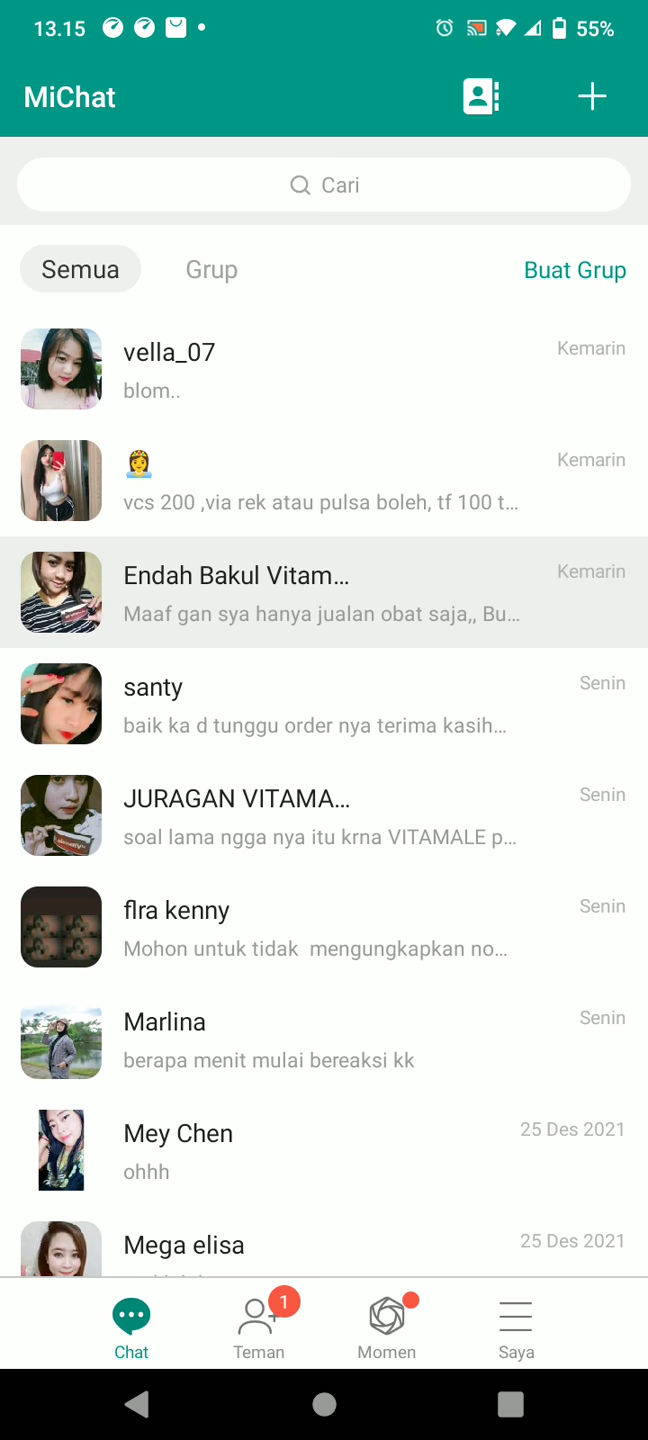 13.15
55%
MiChat
Cari
Semua
Grup
Buat Grup
vella_07
Kemarin
blom..
Kemarin
vcs 200 ,via rek atau pulsa boleh, tf 100 t...
Endah Bakul Vitam...
Kemarin
Maaf gan sya hanya jualan obat saja,, Bu...
santy
Senin
baik ka d tunggu order nya terima kasih...
JURAGAN VITAMA...
Senin
soal lama ngga nya itu krna VITAMALE p...
flra kenny
Senin
Mohon untuk tidak  mengungkapkan no...
Marlina
Senin
berapa menit mulai bereaksi kk
Mey Chen
25 Des 2021
ohhh
Mega elisa
25 Des 2021
1
Chat
Teman
Momen
Saya